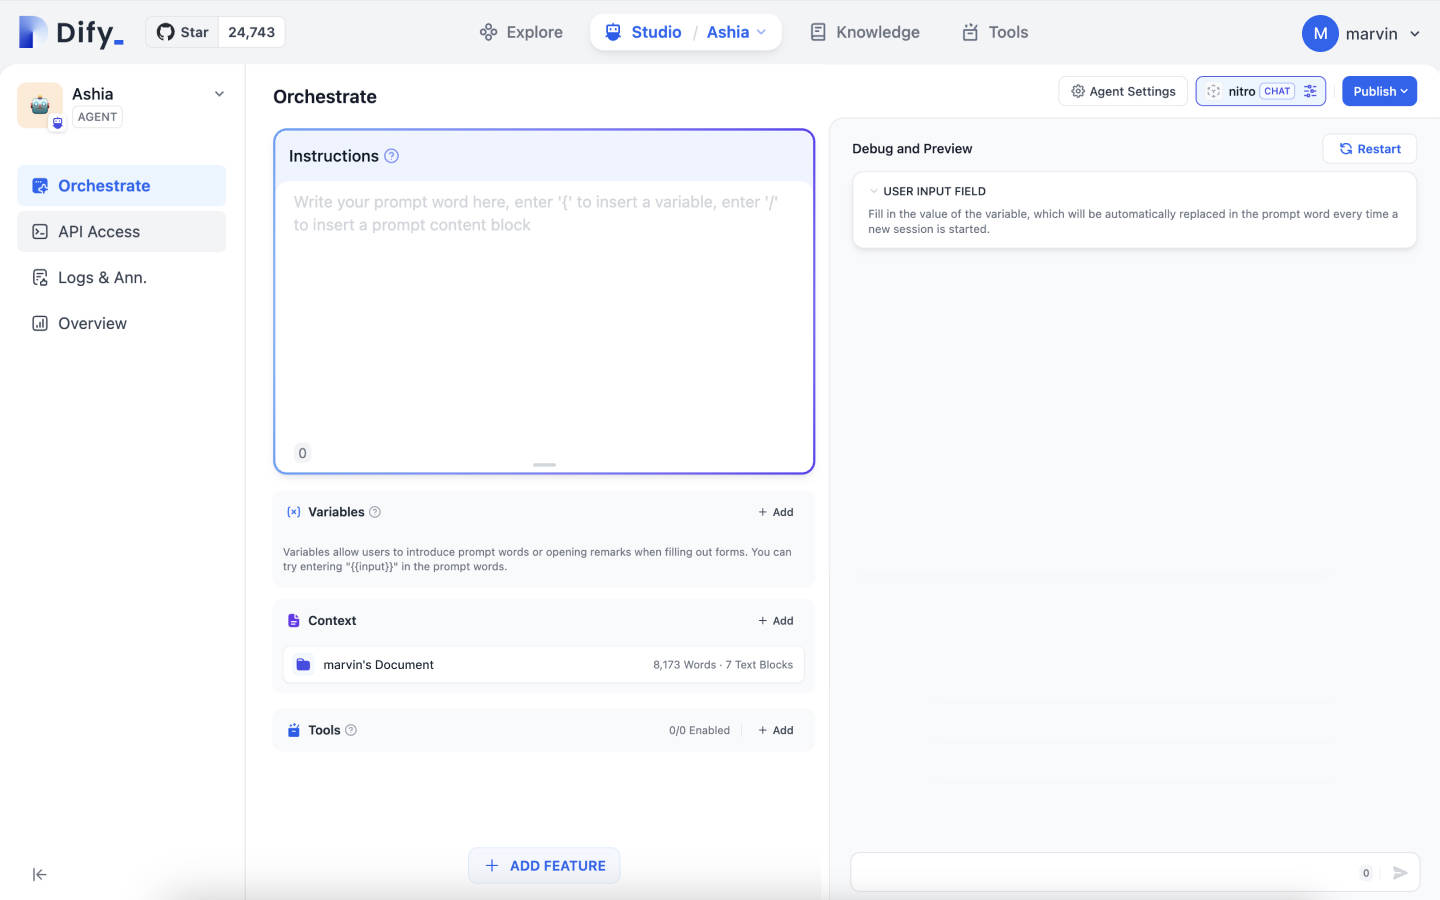 Dify_
Star 24,743
Explore
Studio / Ashia
Knowledge
Tools
M marvin
Ashia
AGENT
Orchestrate
API Access
Logs & Ann.
Overview
Orchestrate
Agent Settings
nitro CHAT
Publish
Instructions
Write your prompt word here, enter '{' to insert a variable, enter '/'
to insert a prompt content block
0
Variables
+ Add
Variables allow users to introduce prompt words or opening remarks when filling out forms. You can
try entering "{{input}}" in the prompt words.
Context
+ Add
marvin's Document
8,173 Words · 7 Text Blocks
Tools
0/0 Enabled
+ Add
+ ADD FEATURE
Debug and Preview
Restart
USER INPUT FIELD
Fill in the value of the variable, which will be automatically replaced in the prompt word every time a
new session is started.
0